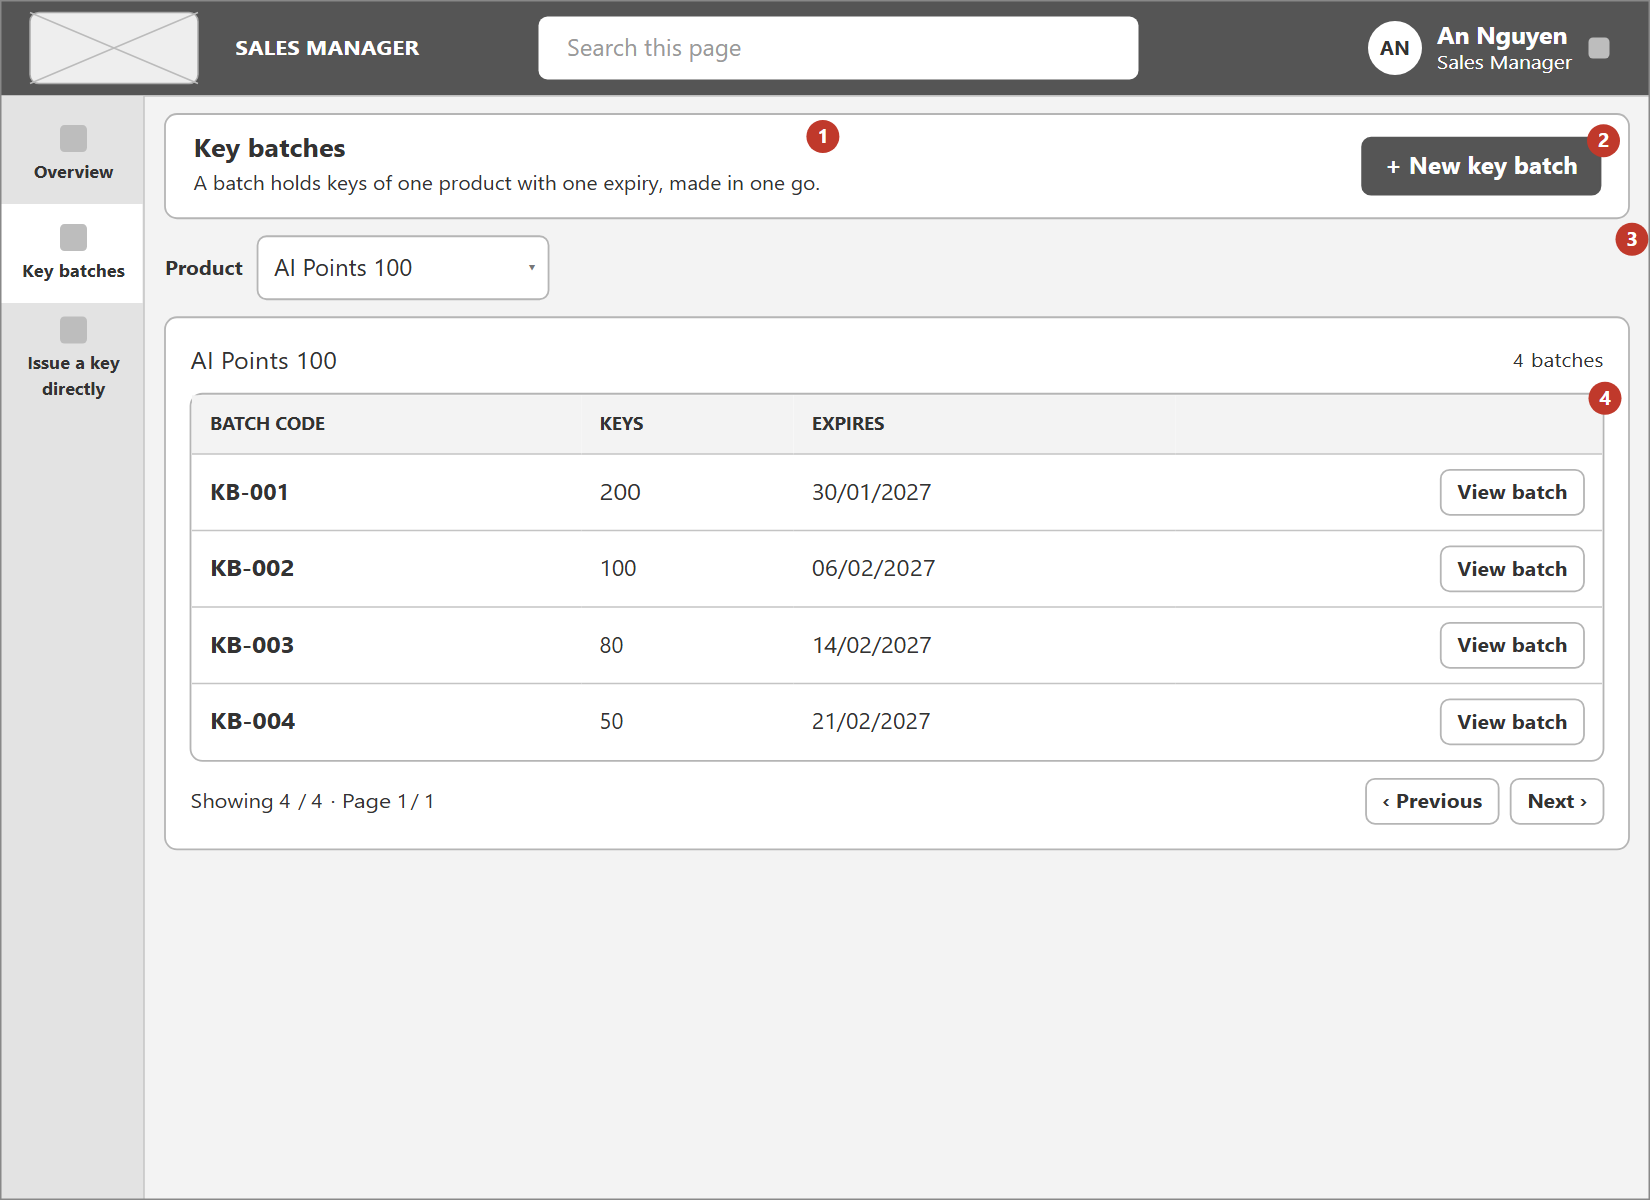 SALES MANAGER
Search this page
AN
An Nguyen
Sales Manager
Overview
Key batches
Issue a key
directly
Key batches
1
A batch holds keys of one product with one expiry, made in one go.
+ New key batch
2
3
Product
AI Points 100
AI Points 100
4 batches
4
BATCH CODE KEYS EXPIRES
KB-001 200 30/01/2027 View batch
KB-002 100 06/02/2027 View batch
KB-003 80 14/02/2027 View batch
KB-004 50 21/02/2027 View batch
Showing 4 / 4 · Page 1 / 1
‹ Previous
Next ›